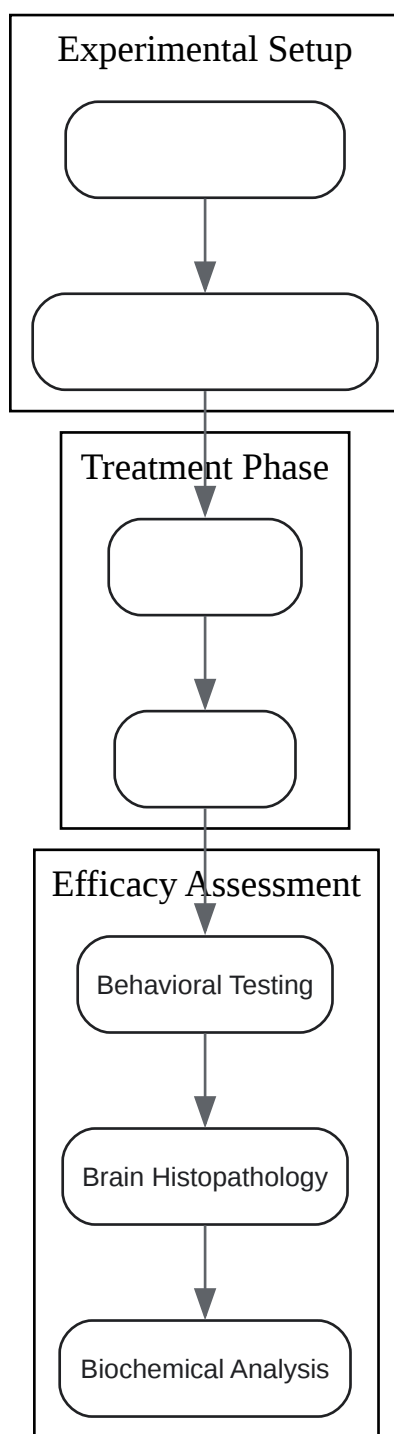 Experimental Setup
Treatment Phase
Efficacy Assessment
Behavioral Testing
Brain Histopathology
Biochemical Analysis